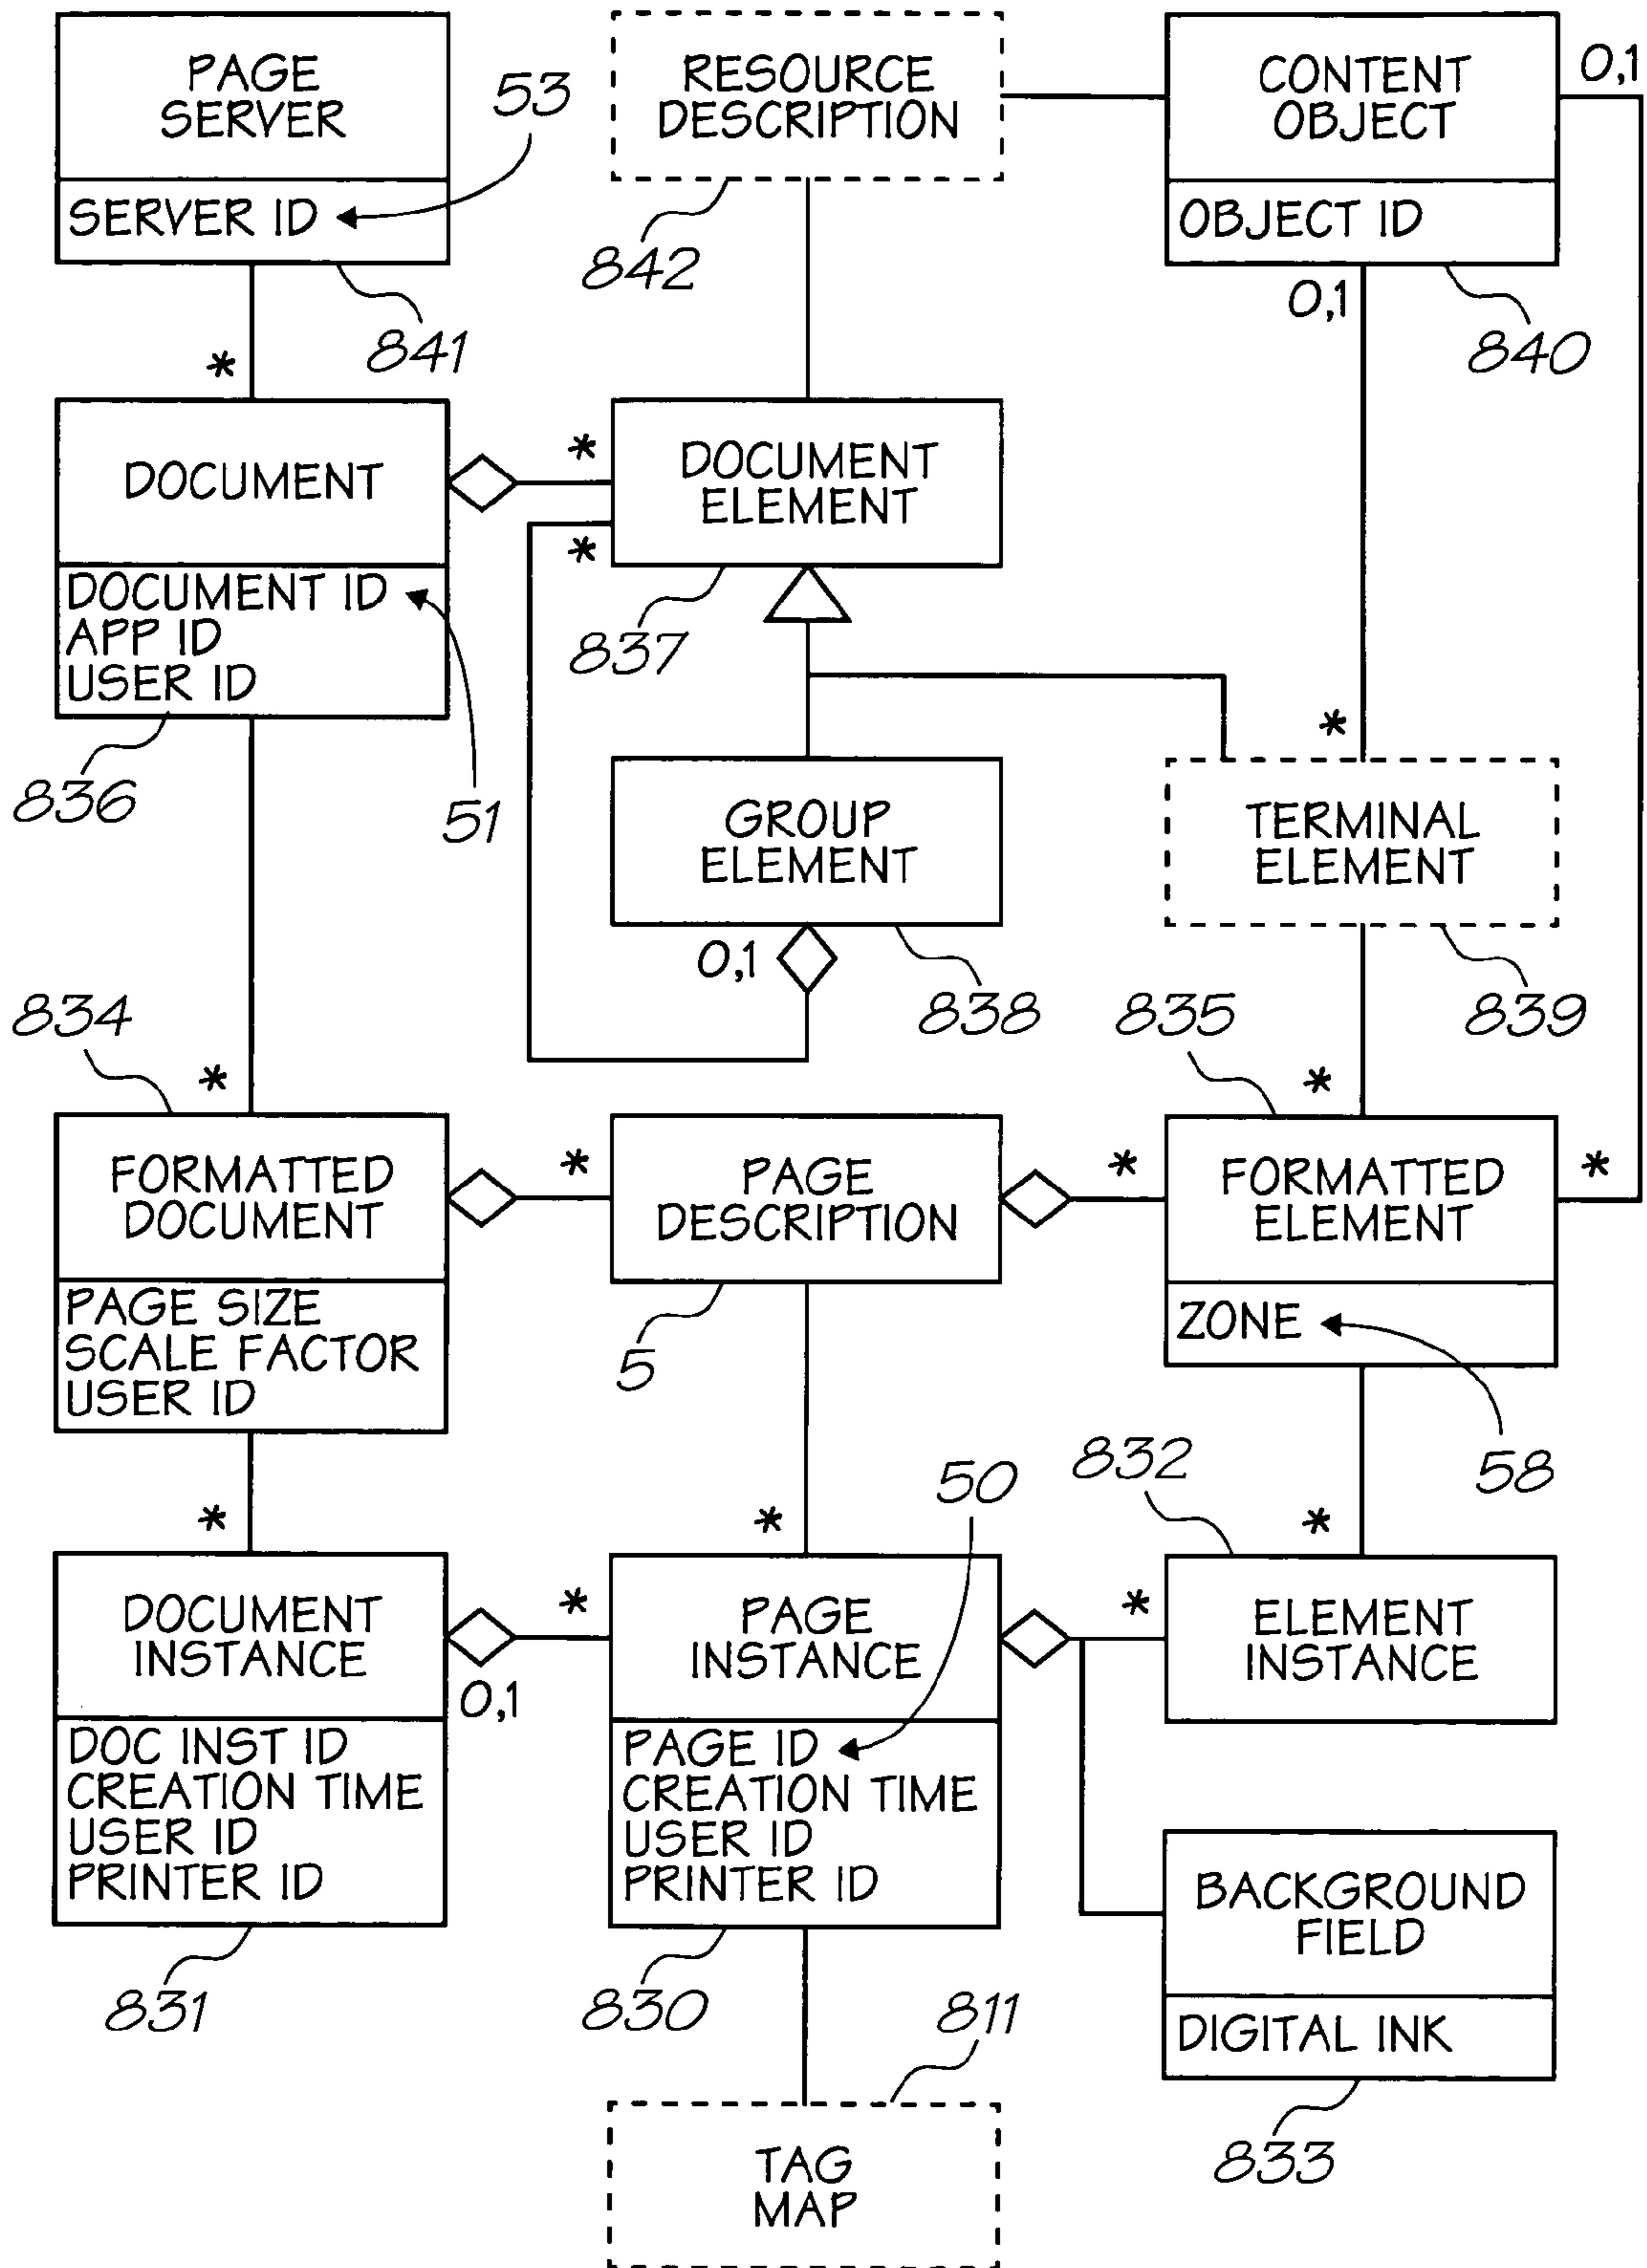 PAGE
SERVER
SERVER ID
53
841
RESOURCE
DESCRIPTION
842
CONTENT
OBJECT
OBJECT ID
0,1
0,1
840
*
DOCUMENT
DOCUMENT ID
APP ID
USER ID
836
51
*
*
DOCUMENT
ELEMENT
837
GROUP
ELEMENT
0,1
838
*
TERMINAL
ELEMENT
839
834
*
FORMATTED
DOCUMENT
PAGE SIZE
SCALE FACTOR
USER ID
*
PAGE
DESCRIPTION
5
835
*
*
*
FORMATTED
ELEMENT
ZONE
58
*
DOCUMENT
INSTANCE
0,1
DOC INST ID
CREATION TIME
USER ID
PRINTER ID
831
*
*
50
PAGE
INSTANCE
PAGE ID
CREATION TIME
USER ID
PRINTER ID
830
832
*
*
ELEMENT
INSTANCE
BACKGROUND
FIELD
DIGITAL INK
833
811
TAG
MAP